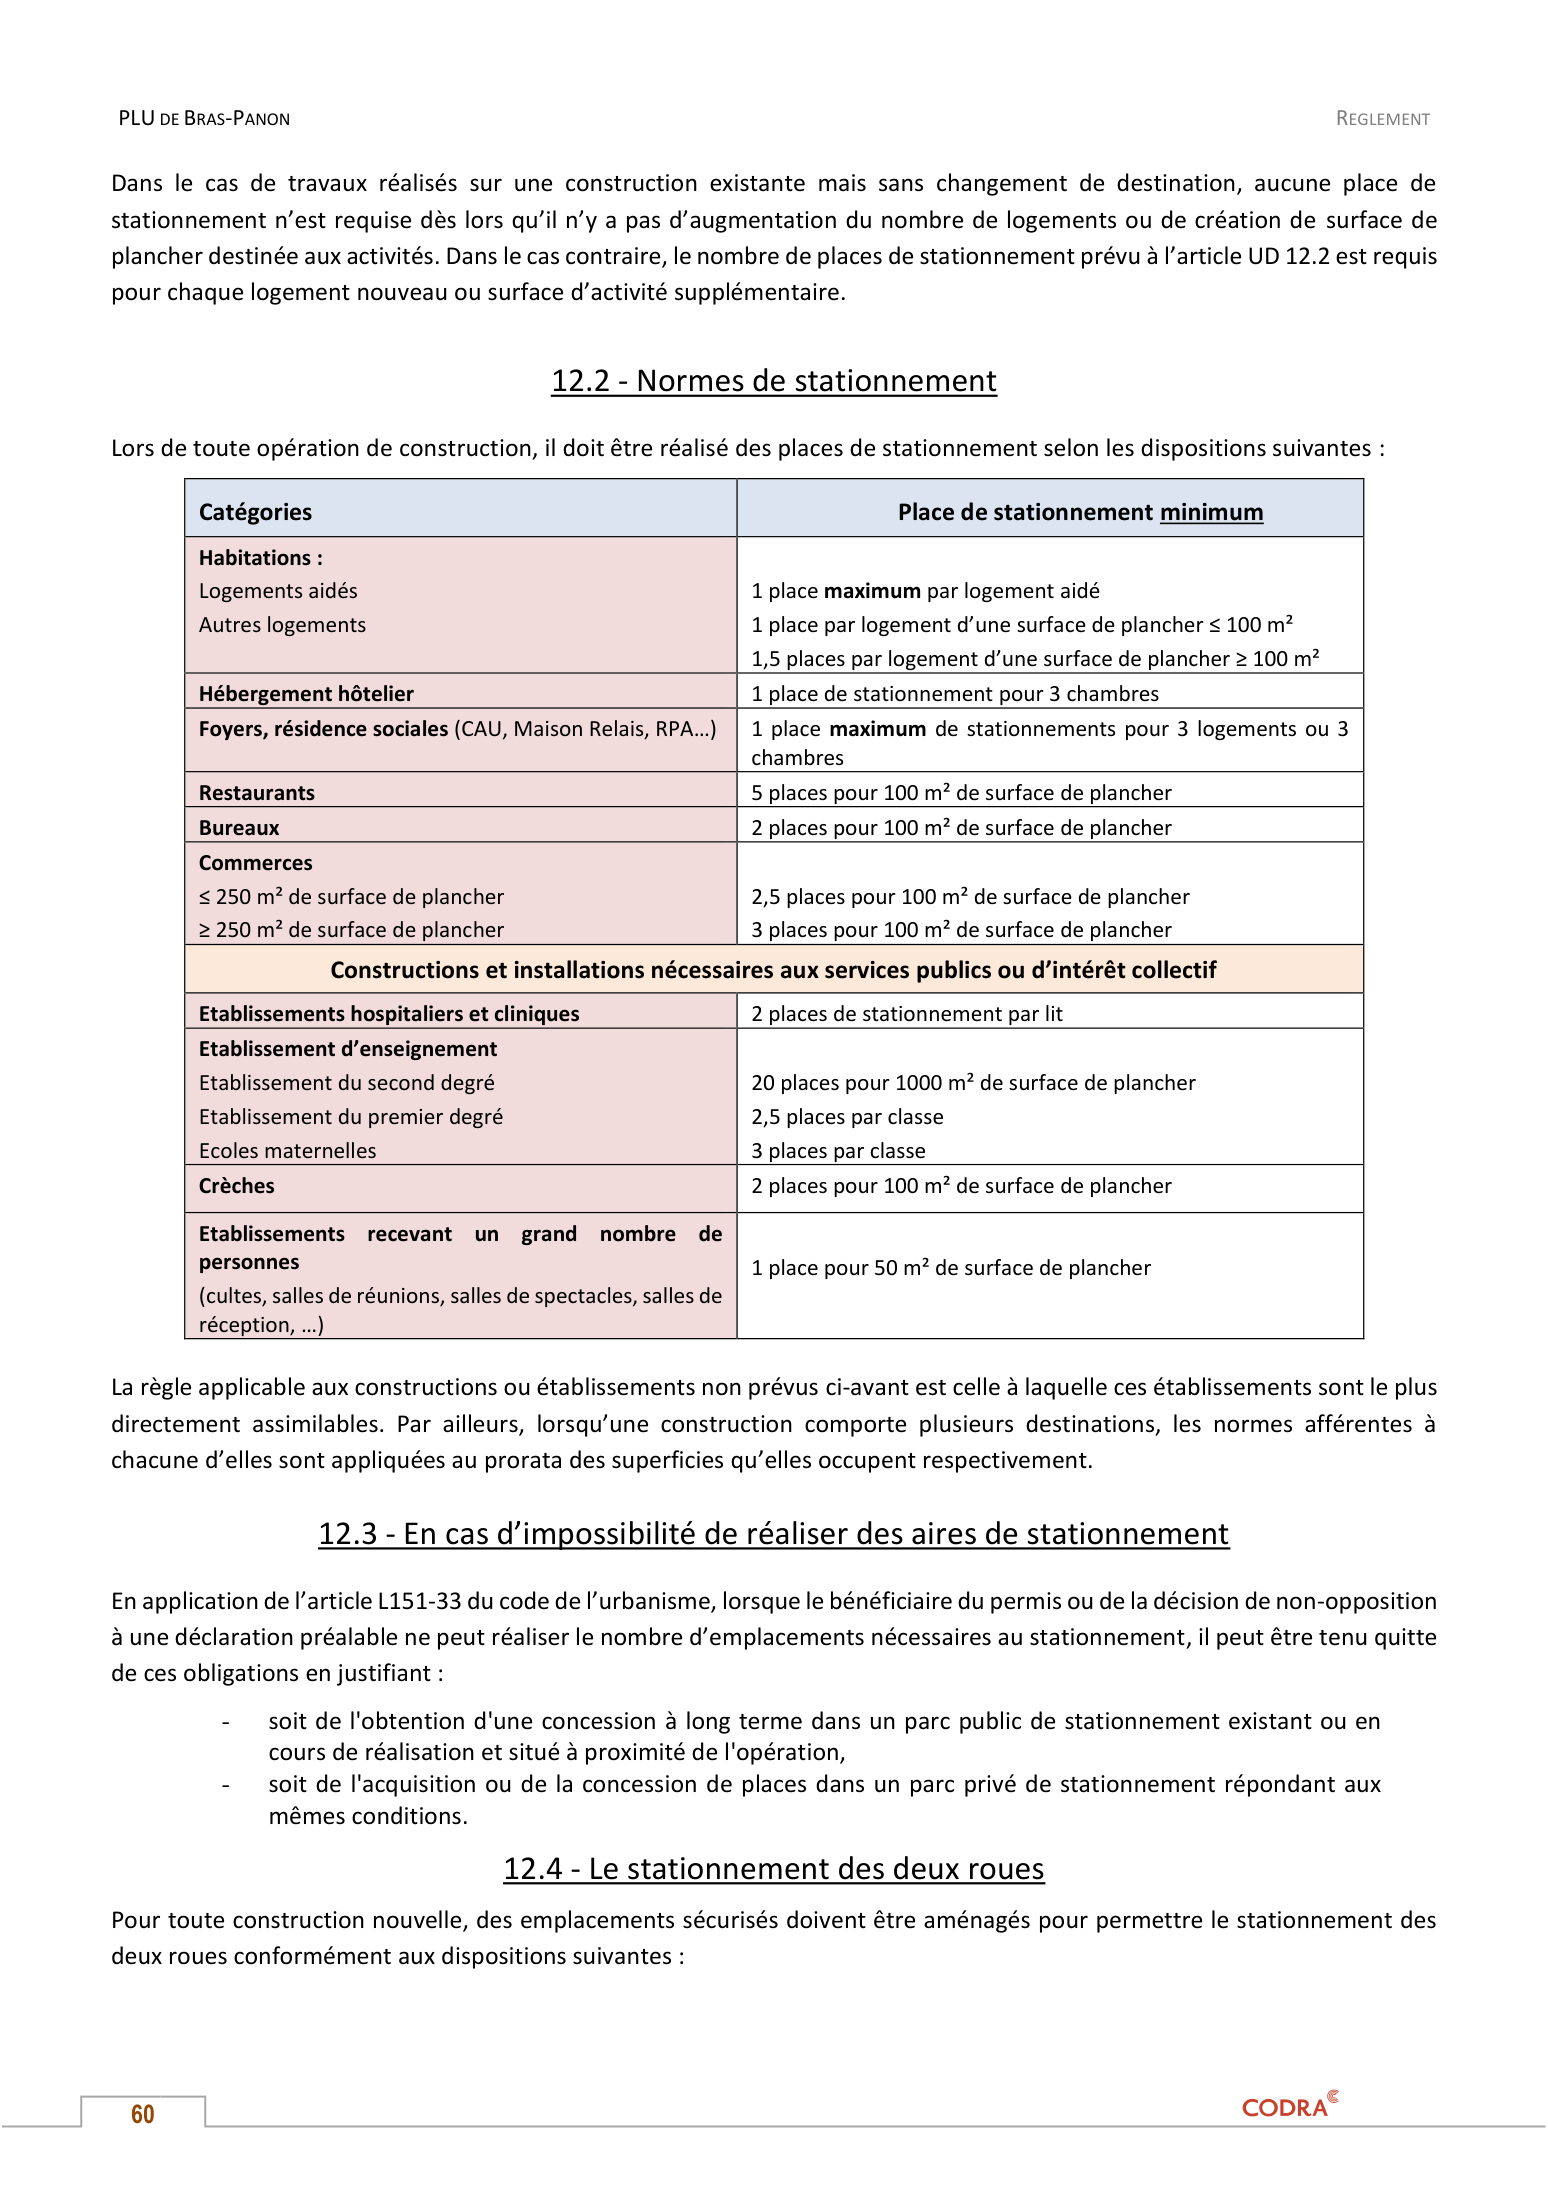 PLU DE BRAS-PANON
REGLEMENT
Dans le cas de travaux réalisés sur une construction existante mais sans changement de destination, aucune place de
stationnement n’est requise dès lors qu’il n’y a pas d’augmentation du nombre de logements ou de création de surface de
plancher destinée aux activités. Dans le cas contraire, le nombre de places de stationnement prévu à l’article UD 12.2 est requis
pour chaque logement nouveau ou surface d’activité supplémentaire.
12.2 - Normes de stationnement
Lors de toute opération de construction, il doit être réalisé des places de stationnement selon les dispositions suivantes :
Catégories
Place de stationnement minimum
Habitations :
Logements aidés
1 place maximum par logement aidé
Autres logements
1 place par logement d’une surface de plancher ≤ 100 m²
1,5 places par logement d’une surface de plancher ≥ 100 m²
Hébergement hôtelier
1 place de stationnement pour 3 chambres
Foyers, résidence sociales (CAU, Maison Relais, RPA…)
1 place maximum de stationnements pour 3 logements ou 3
chambres
Restaurants
5 places pour 100 m² de surface de plancher
Bureaux
2 places pour 100 m² de surface de plancher
Commerces
≤ 250 m² de surface de plancher
2,5 places pour 100 m² de surface de plancher
≥ 250 m² de surface de plancher
3 places pour 100 m² de surface de plancher
Constructions et installations nécessaires aux services publics ou d’intérêt collectif
Etablissements hospitaliers et cliniques
2 places de stationnement par lit
Etablissement d’enseignement
Etablissement du second degré
20 places pour 1000 m² de surface de plancher
Etablissement du premier degré
2,5 places par classe
Ecoles maternelles
3 places par classe
Crèches
2 places pour 100 m² de surface de plancher
Etablissements recevant un grand nombre de
personnes
(cultes, salles de réunions, salles de spectacles, salles de
réception, …)
1 place pour 50 m² de surface de plancher
La règle applicable aux constructions ou établissements non prévus ci-avant est celle à laquelle ces établissements sont le plus
directement assimilables. Par ailleurs, lorsqu’une construction comporte plusieurs destinations, les normes afférentes à
chacune d’elles sont appliquées au prorata des superficies qu’elles occupent respectivement.
12.3 - En cas d’impossibilité de réaliser des aires de stationnement
En application de l’article L151-33 du code de l’urbanisme, lorsque le bénéficiaire du permis ou de la décision de non-opposition
à une déclaration préalable ne peut réaliser le nombre d’emplacements nécessaires au stationnement, il peut être tenu quitte
de ces obligations en justifiant :
- soit de l'obtention d'une concession à long terme dans un parc public de stationnement existant ou en
cours de réalisation et situé à proximité de l'opération,
- soit de l'acquisition ou de la concession de places dans un parc privé de stationnement répondant aux
mêmes conditions.
12.4 - Le stationnement des deux roues
Pour toute construction nouvelle, des emplacements sécurisés doivent être aménagés pour permettre le stationnement des
deux roues conformément aux dispositions suivantes :
60
CODRA